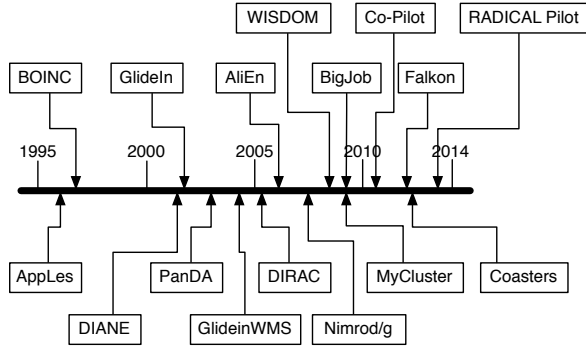 WISDOM Co-Pilot RADICAL Pilot
BOINC GlideIn AliEn BigJob Falkon
1995 2000 2005 2010 2014
AppLes PanDA DIRAC MyCluster Coasters
DIANE GlideinWMS Nimrod/g